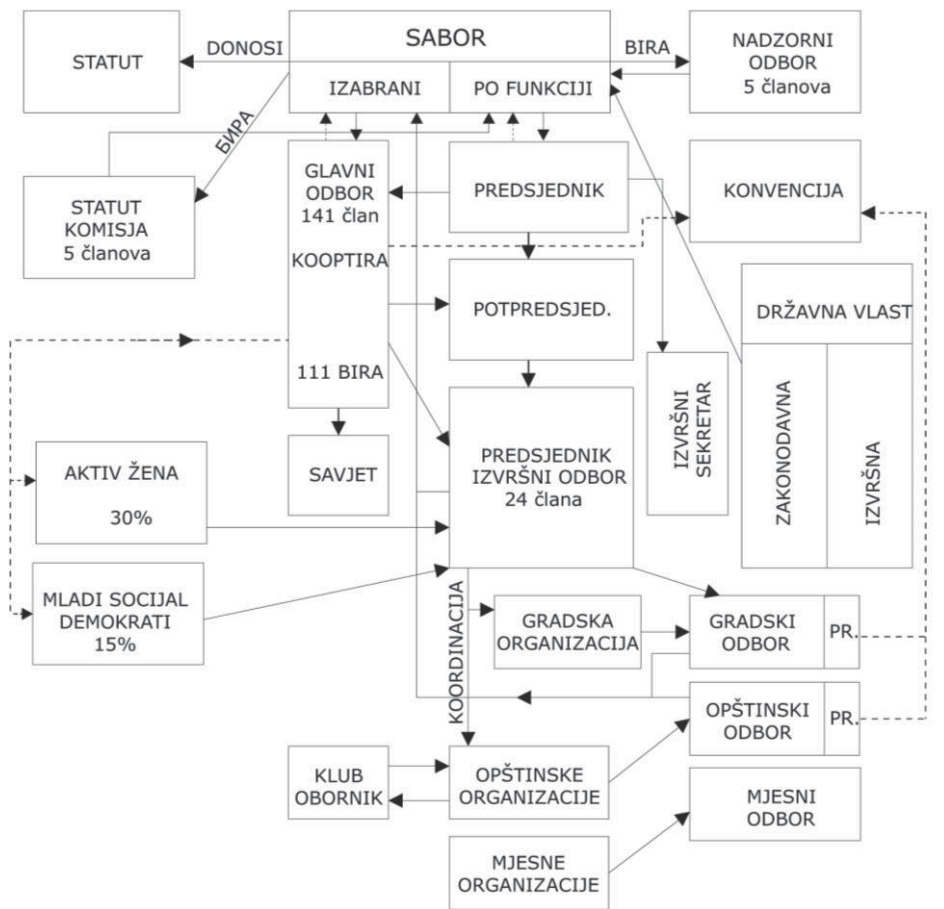 STATUT
DONOSI
SABOR
BIRA
NADZORNI
ODBOR
5 članova
IZABRANI
PO FUNKCIJI
БИРА
STATUT
KOMISJA
5 članova
GLAVNI
ODBOR
141 član
KOOPTIRA
111 BIRA
PREDSJEDNIK
KONVENCIJA
POTPREDSJED.
DRŽAVNA VLAST
ZAKONODAVNA
IZVRŠNA
IZVRŠNI
SEKRETAR
AKTIV ŽENA
30%
SAVJET
PREDSJEDNIK
IZVRŠNI ODBOR
24 člana
MLADI SOCIJAL
DEMOKRATI
15%
KOORDINACIJA
GRADSKA
ORGANIZACIJA
GRADSKI
ODBOR
PR.
OPŠTINSKI
ODBOR
PR.
KLUB
OBORNIK
OPŠTINSKE
ORGANIZACIJE
MJESNI
ODBOR
MJESNE
ORGANIZACIJE